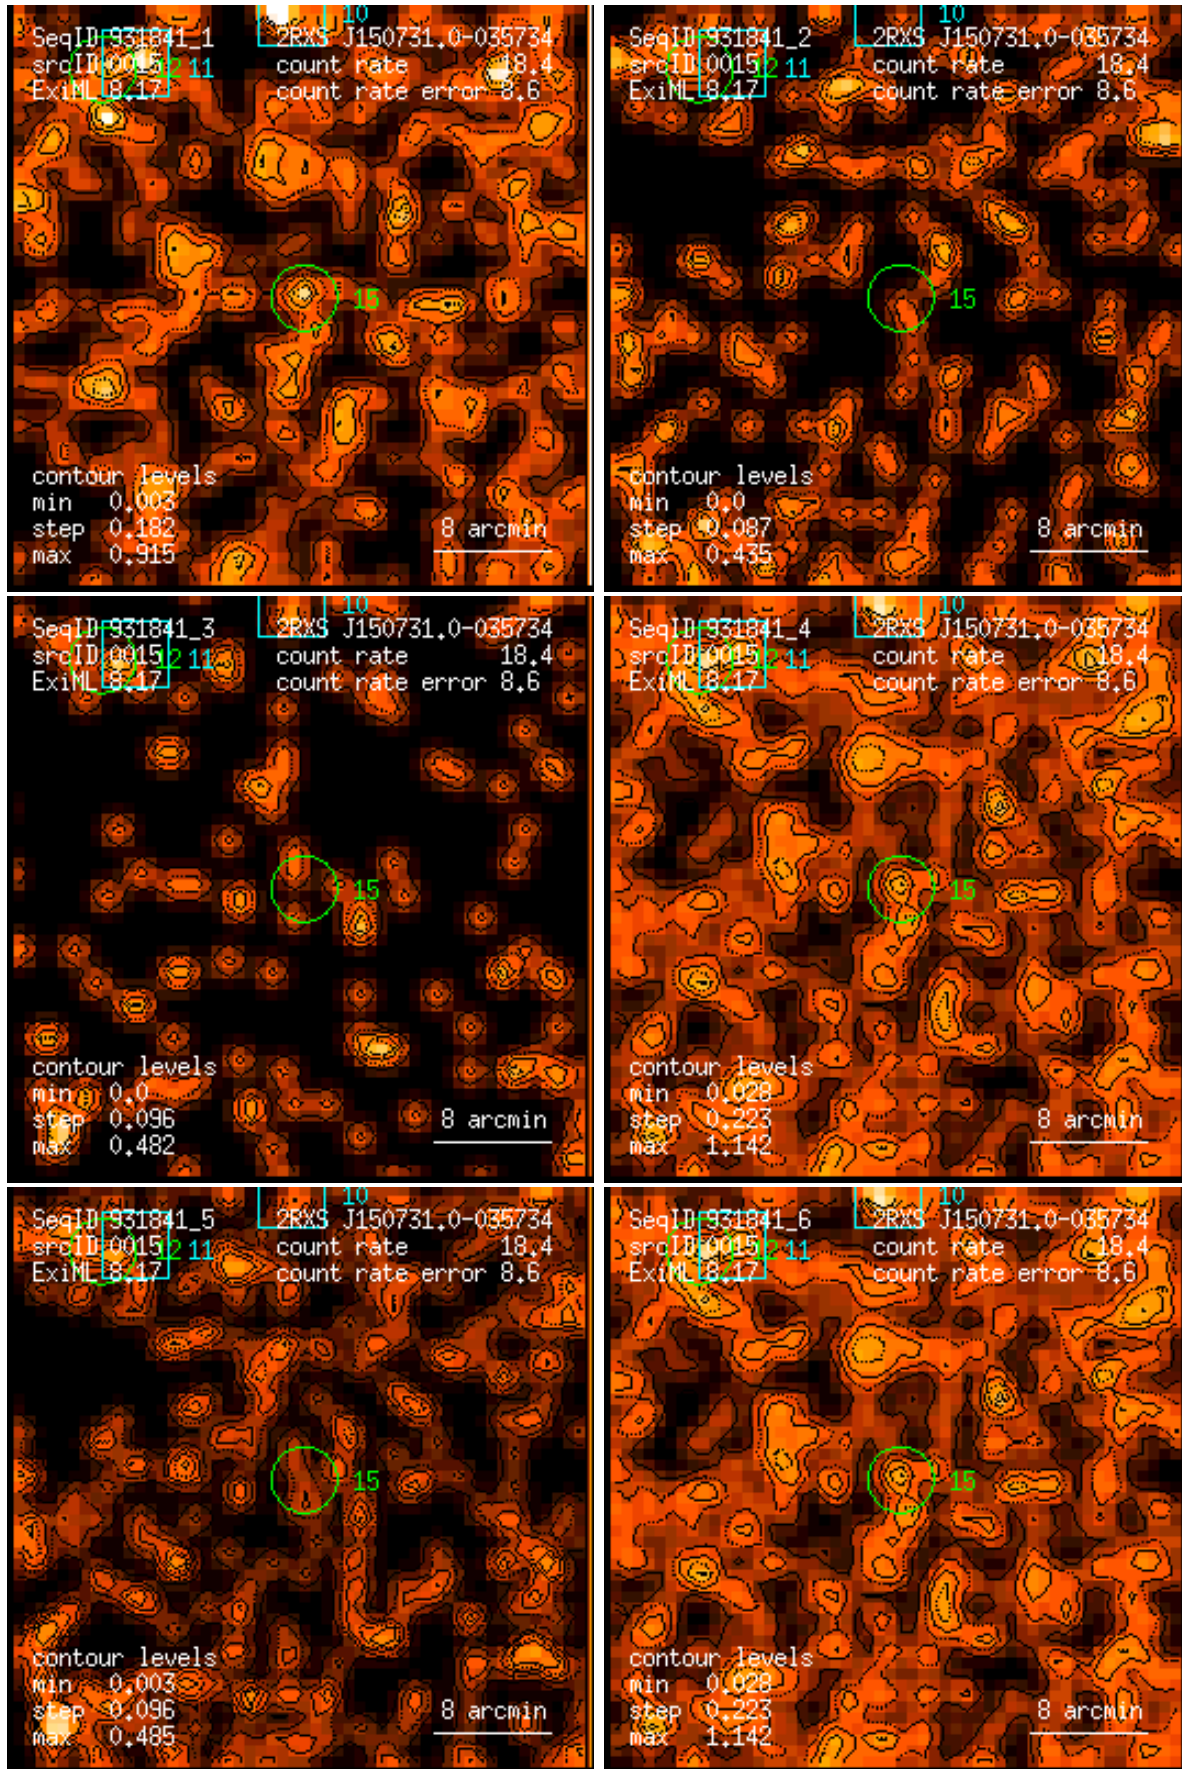 10
SeqID 931841_1 2RXS J150731.0-035734
srcID 0015 12 11 count rate 18.4
ExiML 8.17 count rate error 8.6
15
contour levels
min 0.003
step 0.182
max 0.915
8 arcmin
10
SeqID 931841_2 2RXS J150731.0-035734
srcID 0015 12 11 count rate 18.4
ExiML 8.17 count rate error 8.6
15
contour levels
min 0.0
step 0.087
max 0.435
8 arcmin
10
SeqID 931841_3 2RXS J150731.0-035734
srcID 0015 12 11 count rate 18.4
ExiML 8.17 count rate error 8.6
15
contour levels
min 0.0
step 0.096
max 0.482
8 arcmin
10
SeqID 931841_4 2RXS J150731.0-035734
srcID 0015 12 11 count rate 18.4
ExiML 8.17 count rate error 8.6
15
contour levels
min 0.028
step 0.223
max 1.142
8 arcmin
10
SeqID 931841_5 2RXS J150731.0-035734
srcID 0015 12 11 count rate 18.4
ExiML 8.17 count rate error 8.6
15
contour levels
min 0.003
step 0.096
max 0.485
8 arcmin
10
SeqID 931841_6 2RXS J150731.0-035734
srcID 0015 12 11 count rate 18.4
ExiML 8.17 count rate error 8.6
15
contour levels
min 0.028
step 0.223
max 1.142
8 arcmin